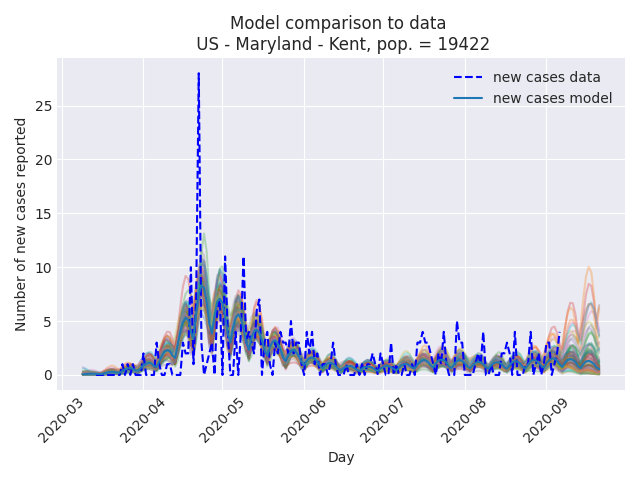 Model comparison to data
US - Maryland - Kent, pop. = 19422
new cases data
new cases model
Number of new cases reported
25
20
15
10
5
0
2020-03
2020-04
2020-05
2020-06
2020-07
2020-08
2020-09
Day